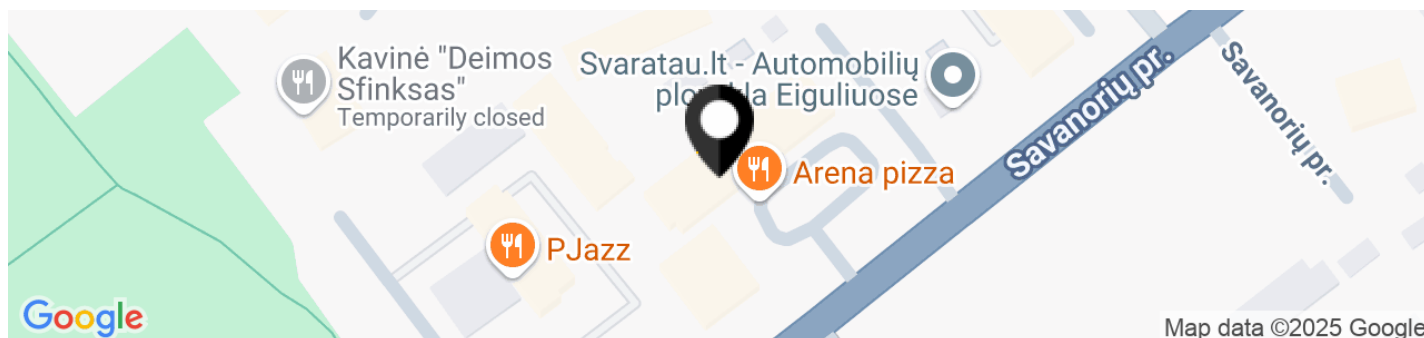 Kavinė "Deimos
Sfinksas"
Temporarily closed
Svaratau.lt - Automobilių
Eiguliuose
Savanorių pr.
Savanorių pr.
Arena pizza
PJazz
Google
Map data ©2025 Google